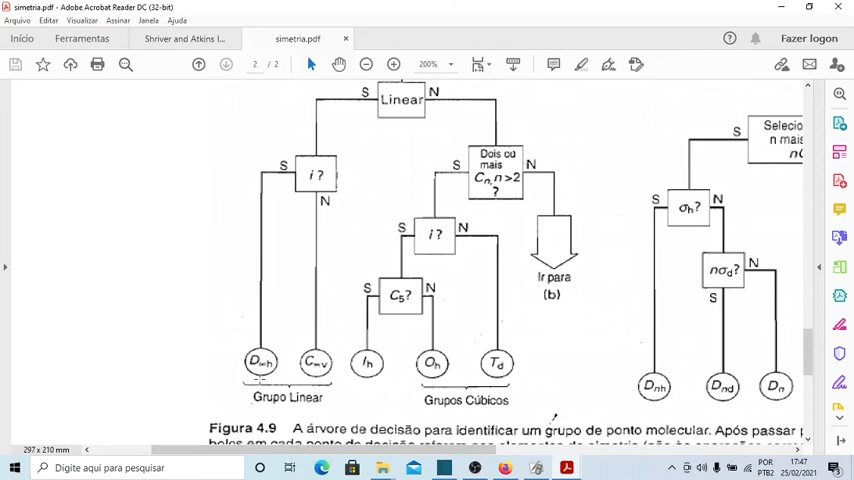 simetria.pdf - Adobe Acrobat Reader DC (32-bit)
Arquivo Editar Visualizar Assinar Janela Ajuda
Início Ferramentas Shriver and Atkins I... simetria.pdf × Fazer logon
2 / 2 200%
S Linear N
S i? N
Dois ou
mais
Cn, n>2
?
S N
S i? N
S C5? N
Ir para
(b)
D∞h C∞v Ih Oh Td
Grupo Linear Grupos Cúbicos
S Selecio
n mais
nC
S σh? N
nσd? N
S
Dnh Dnd Dn
Figura 4.9 A árvore de decisão para identificar um grupo de ponto molecular. Após passar p
297 x 210 mm
Digite aqui para pesquisar
POR
PTB2
17:47
25/02/2021
3